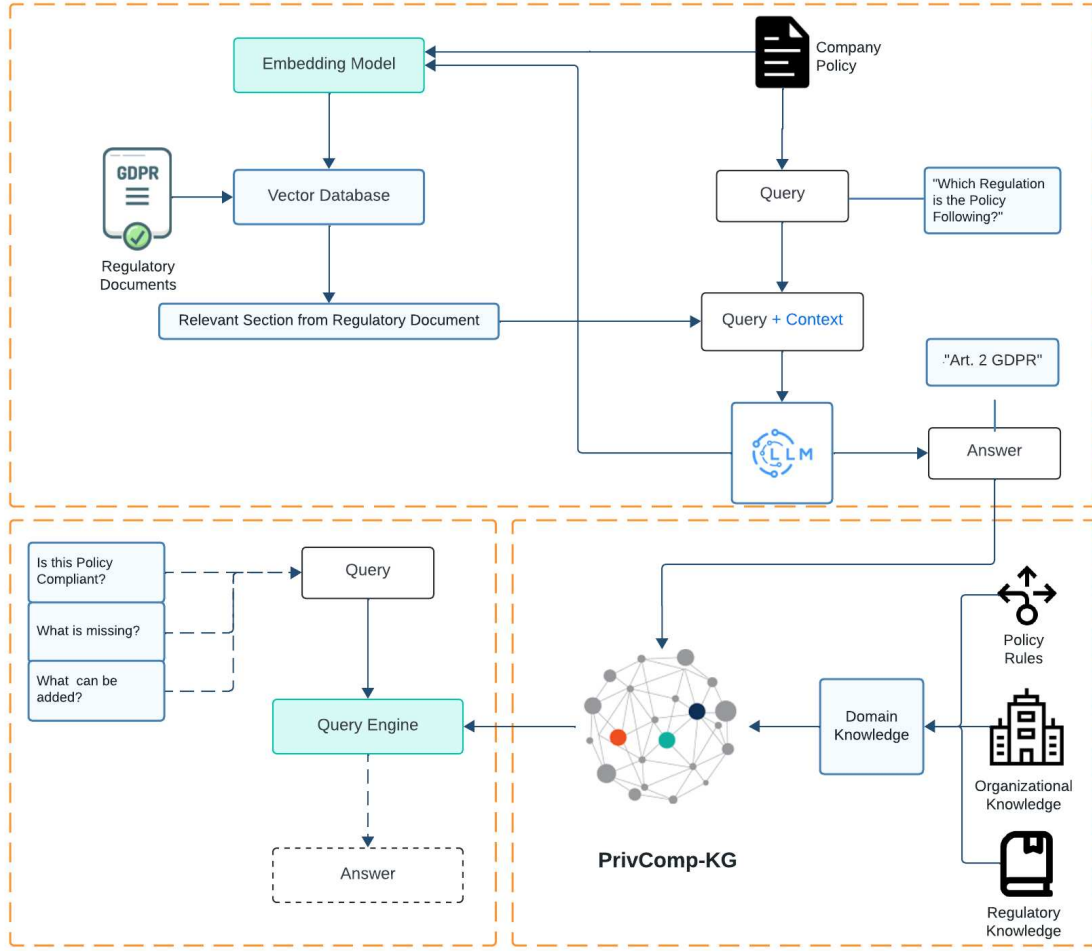 Embedding Model
Company
Policy
GDPR
Vector Database
Query
"Which Regulation
is the Policy
Following?"
Regulatory
Documents
Relevant Section from Regulatory Document
Query + Context
"Art. 2 GDPR"
LLM
Answer
Is this Policy
Compliant?
What is missing?
What can be
added?
Query
Query Engine
Answer
PrivComp-KG
Domain
Knowledge
Policy
Rules
Organizational
Knowledge
Regulatory
Knowledge